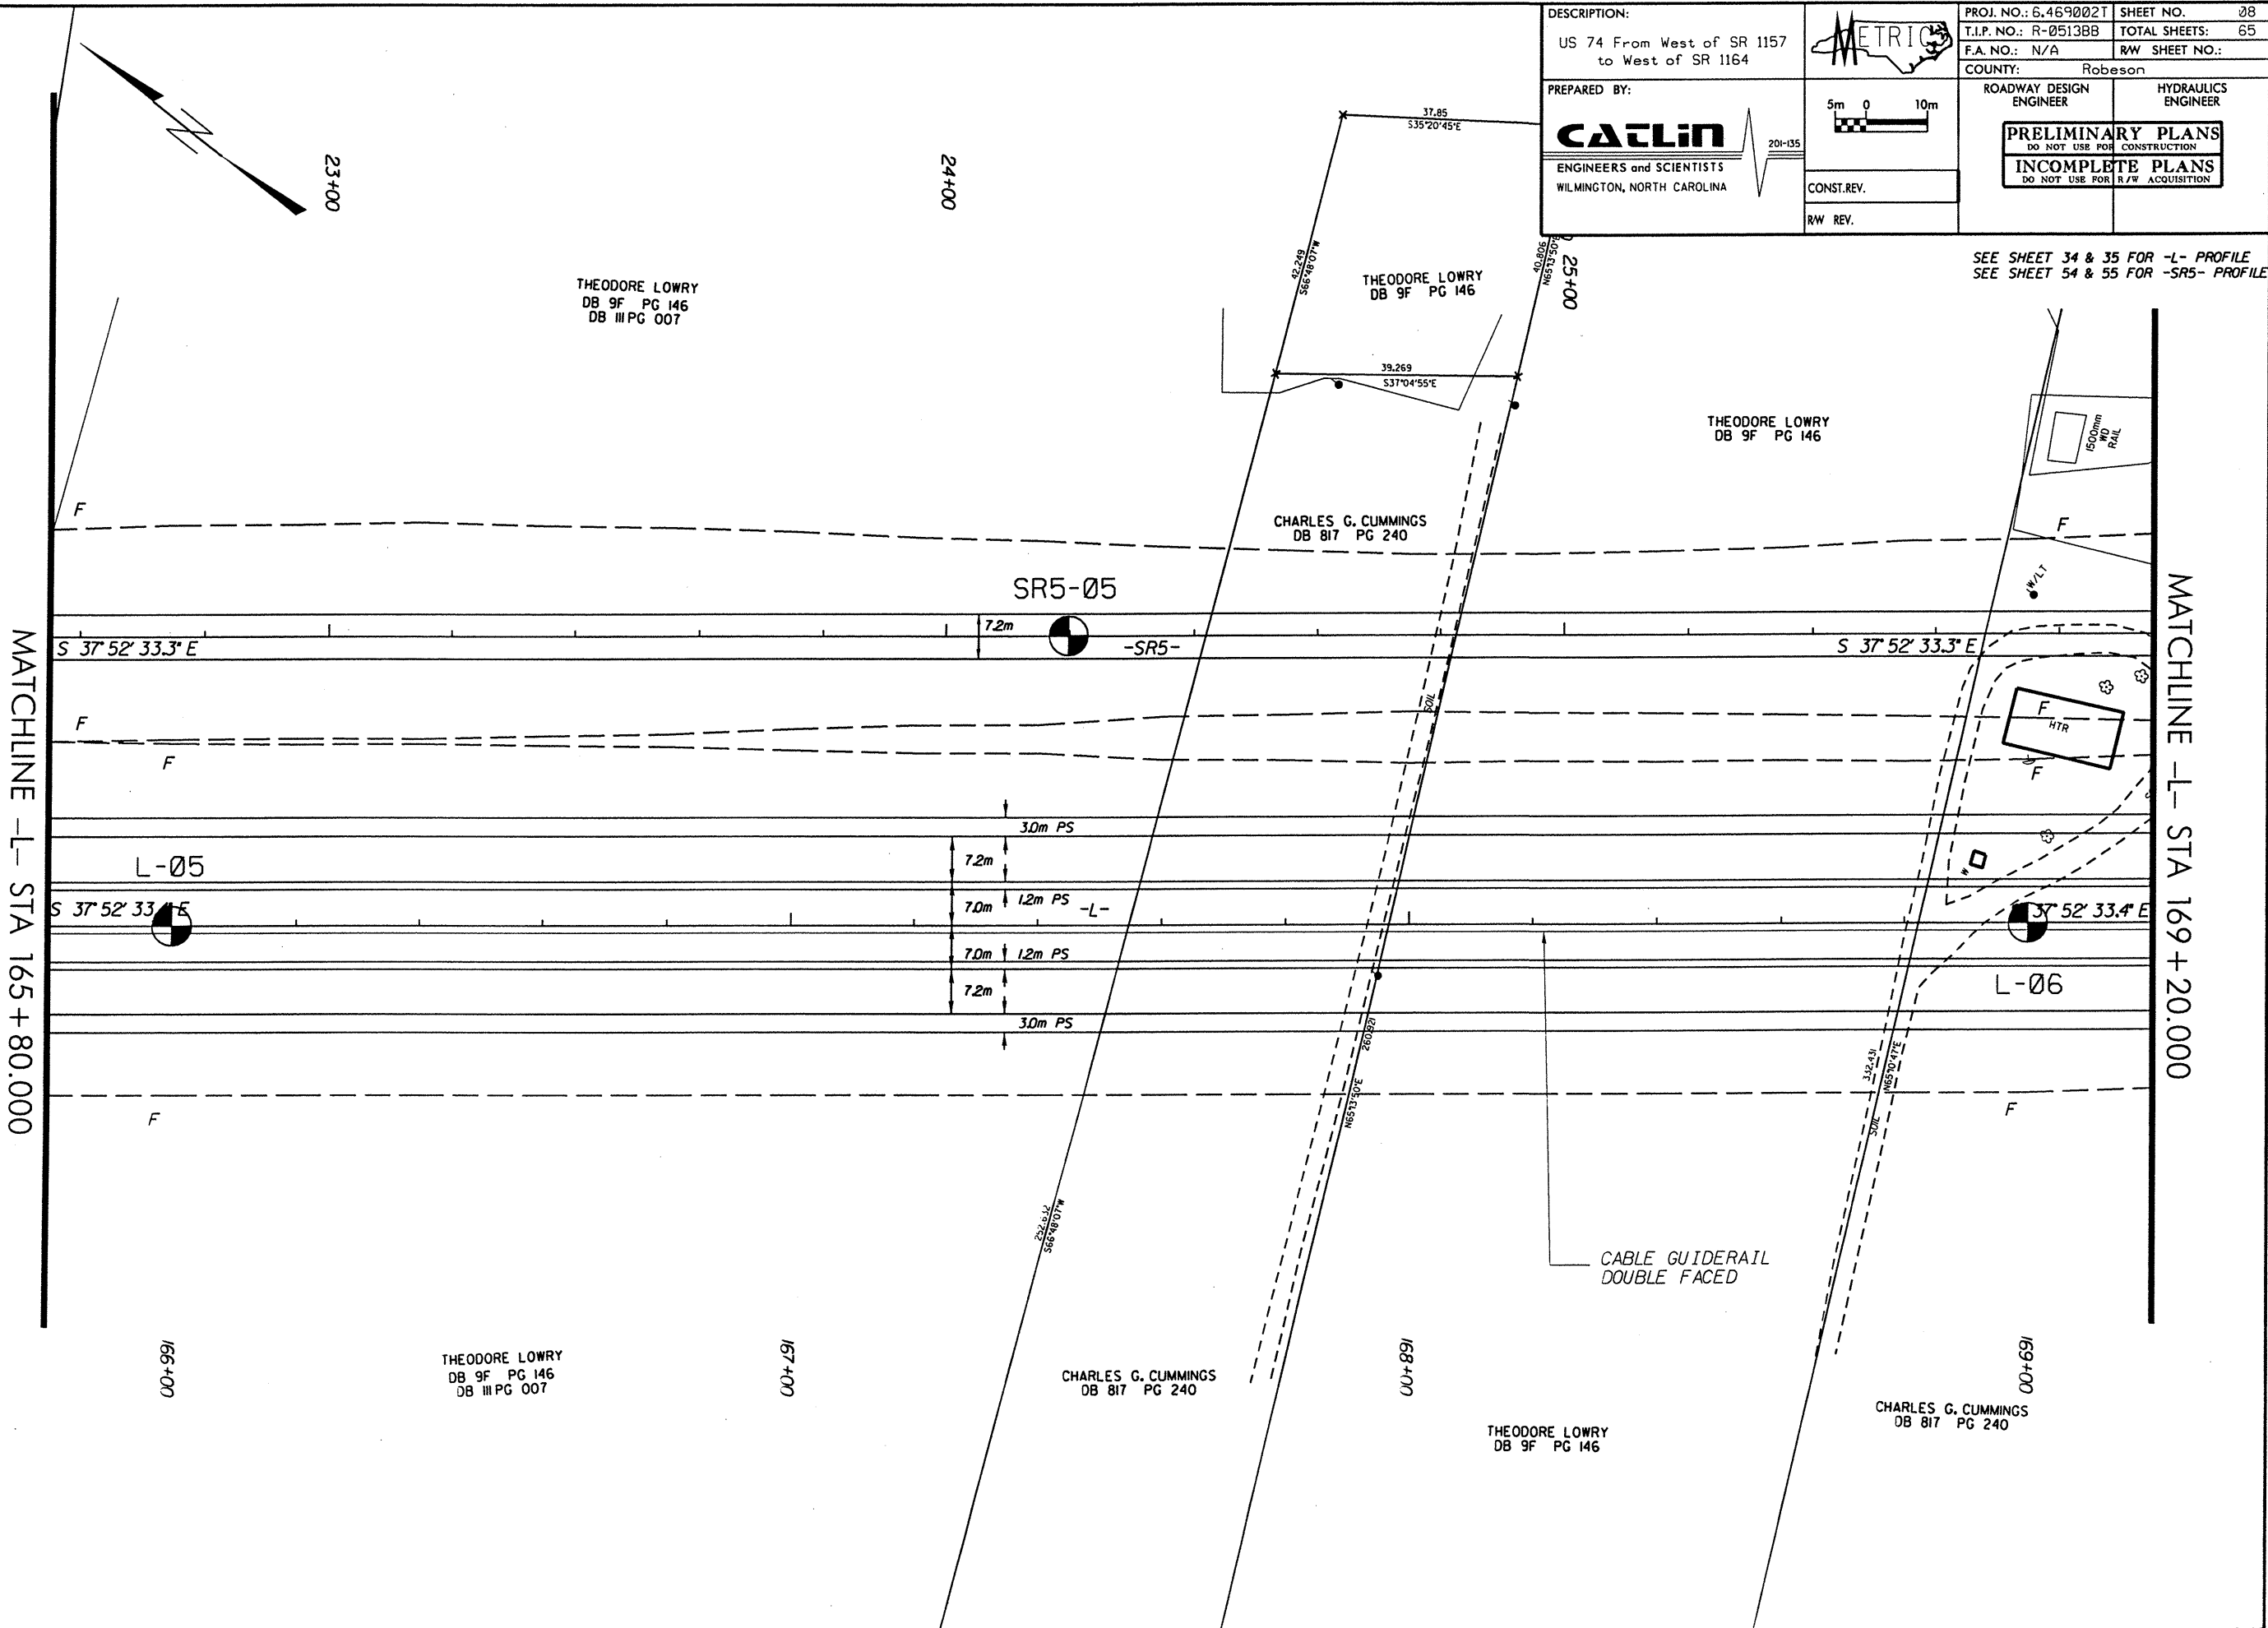 DESCRIPTION:
US 74 From West of SR 1157
to West of SR 1164
PREPARED BY:
CATLIN
ENGINEERS and SCIENTISTS
WILMINGTON, NORTH CAROLINA
201-135
METRIC
5m 0 10m
CONST.REV.
R/W REV.
PROJ. NO.: 6.469002T
SHEET NO. 08
T.I.P. NO.: R-0513BB
TOTAL SHEETS: 65
F.A. NO.: N/A
R/W SHEET NO.:
COUNTY: Robeson
ROADWAY DESIGN
ENGINEER
HYDRAULICS
ENGINEER
PRELIMINARY PLANS
DO NOT USE FOR CONSTRUCTION
INCOMPLETE PLANS
DO NOT USE FOR R/W ACQUISITION
SEE SHEET 34 & 35 FOR -L- PROFILE
SEE SHEET 54 & 55 FOR -SR5- PROFILE
23+00
24+00
25+00
37.85
S35°20'45"E
42.249
S66°48'07"W
40.806
THEODORE LOWRY
DB 9F PG 146
DB III PG 007
THEODORE LOWRY
DB 9F PG 146
39.269
S37°04'55"E
THEODORE LOWRY
DB 9F PG 146
1500mm
WD
RAIL
F
CHARLES G. CUMMINGS
DB 817 PG 240
F
W/LT
SR5-05
7.2m
-SR5-
S 37° 52' 33.3" E
S 37° 52' 33.3" E
SOIL
F
F
F
HTR
F
3.0m PS
7.2m
L-05
W
7.0m
1.2m PS
-L-
S 37° 52' 33.4" E
37° 52' 33.4" E
7.0m
1.2m PS
7.2m
L-06
3.0m PS
260.921
N65°13'50"E
332.431
N65°10'47"E
SOIL
F
F
252.632
S66°48'07"W
CABLE GUIDERAIL
DOUBLE FACED
MATCHLINE -L- STA 165+80.000
MATCHLINE -L- STA 169+20.000
166+00
167+00
168+00
169+00
THEODORE LOWRY
DB 9F PG 146
DB III PG 007
CHARLES G. CUMMINGS
DB 817 PG 240
THEODORE LOWRY
DB 9F PG 146
CHARLES G. CUMMINGS
DB 817 PG 240